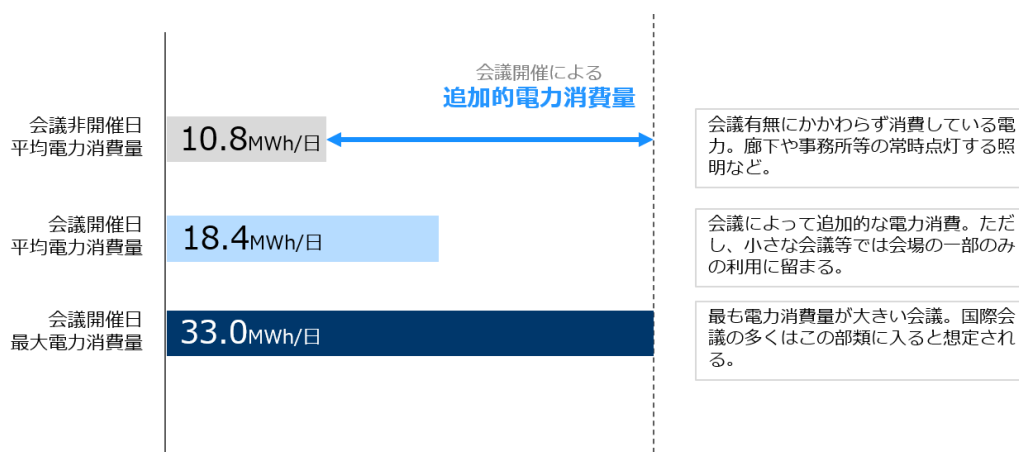 会議開催による
追加的電力消費量
会議非開催日
平均電力消費量
10.8MWh/日
会議有無にかかわらず消費している電
力。廊下や事務所等の常時点灯する照
明など。
会議開催日
平均電力消費量
18.4MWh/日
会議によって追加的な電力消費。ただ
し、小さな会議等では会場の一部のみ
の利用に留まる。
会議開催日
最大電力消費量
33.0MWh/日
最も電力消費量が大きい会議。国際会
議の多くはこの部類に入ると想定され
る。